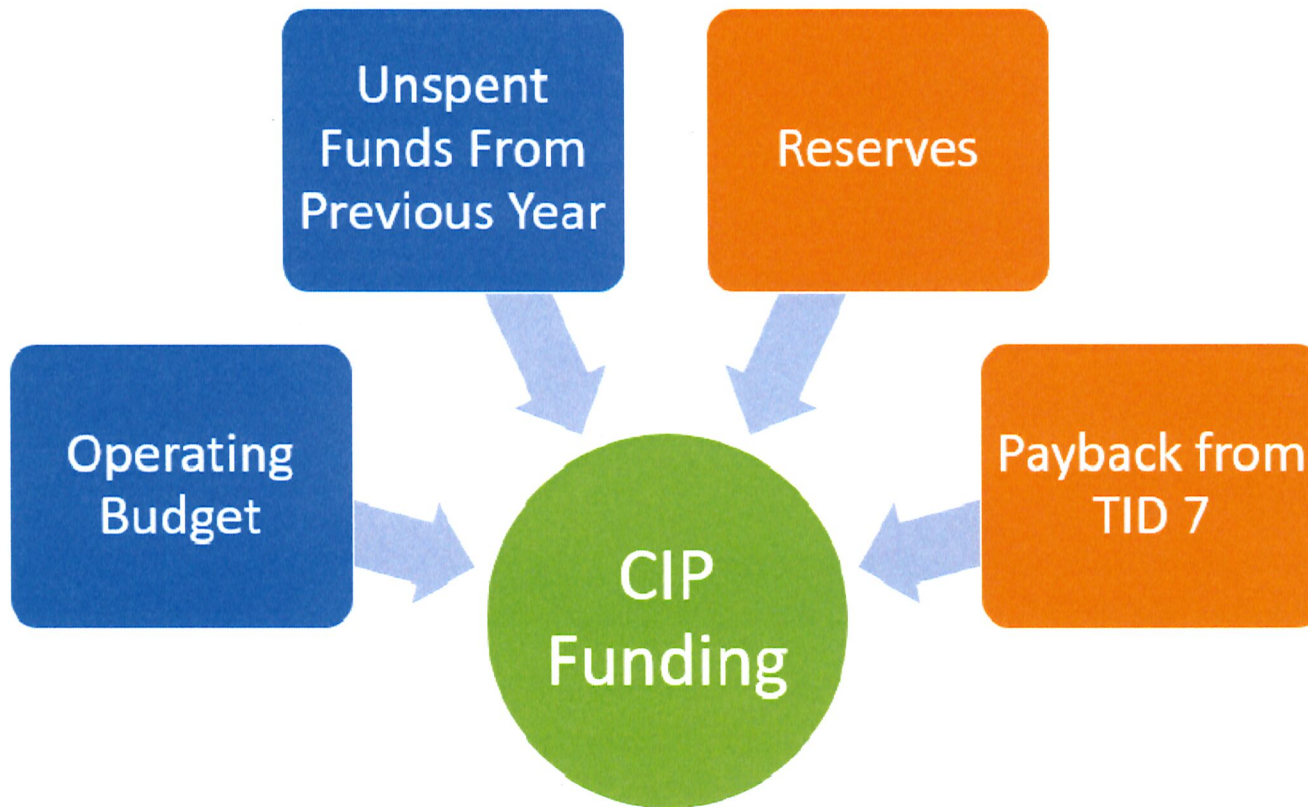 Unspent
Funds From
Previous Year
Reserves
Operating
Budget
Payback from
TID 7
CIP
Funding